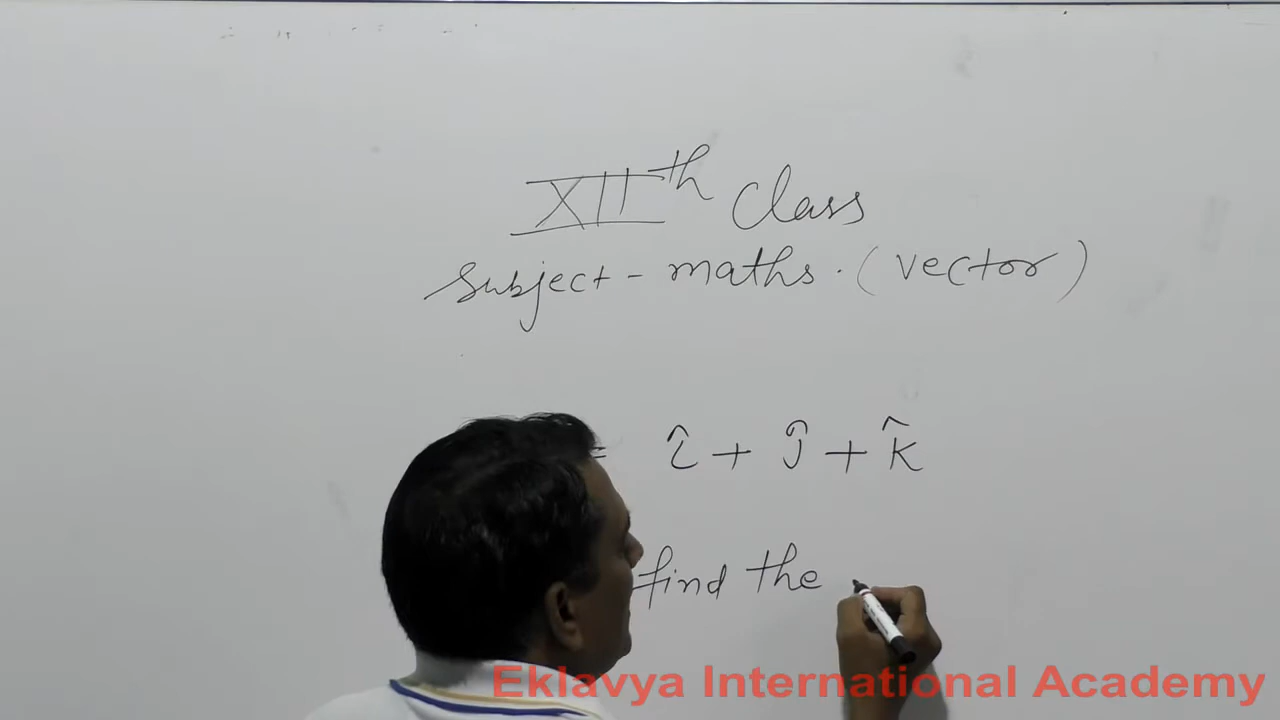 XIIth Class
Subject - maths. (vector)
= î + ĵ + k̂
find the
Eklavya International Academy